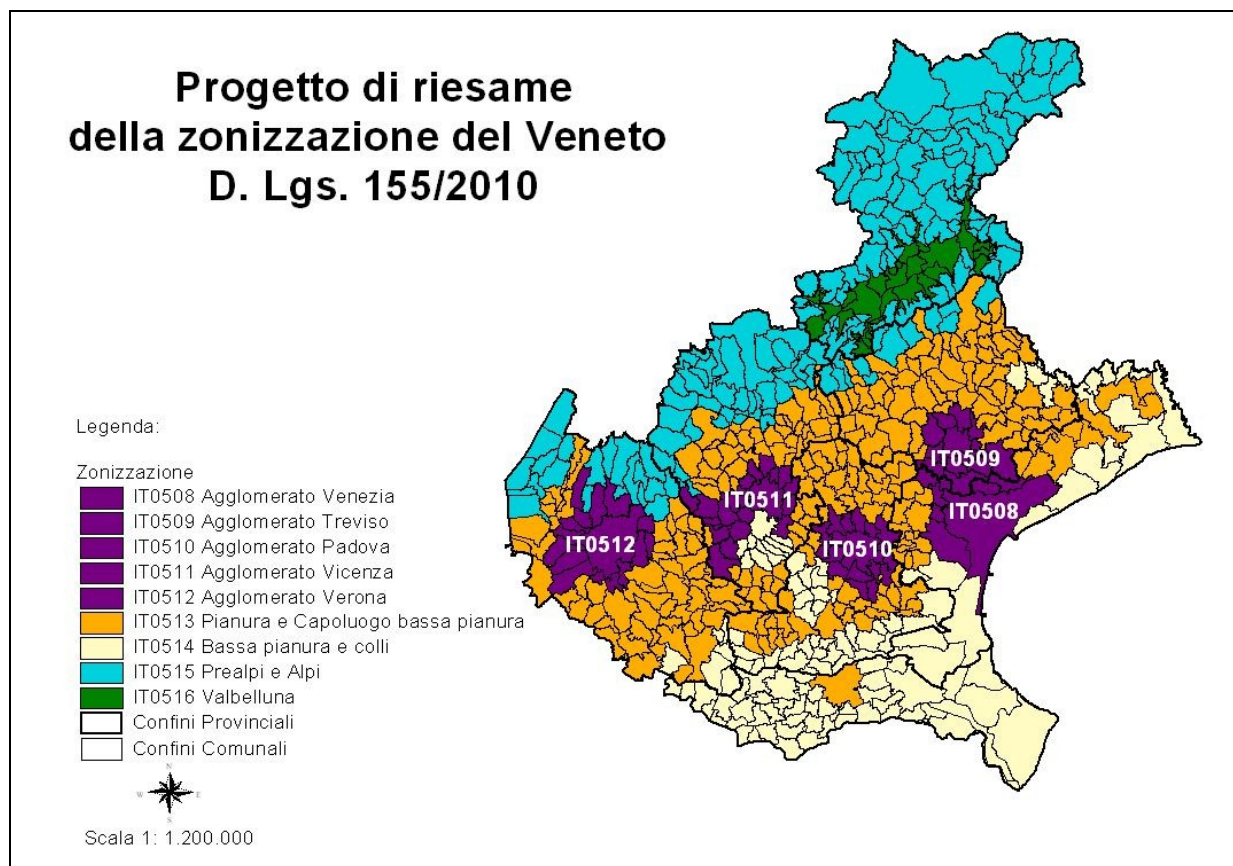 Progetto di riesame
della zonizzazione del Veneto
D. Lgs. 155/2010
Legenda:
Zonizzazione
IT0508 Agglomerato Venezia
IT0509 Agglomerato Treviso
IT0510 Agglomerato Padova
IT0511 Agglomerato Vicenza
IT0512 Agglomerato Verona
IT0513 Pianura e Capoluogo bassa pianura
IT0514 Bassa pianura e colli
IT0515 Prealpi e Alpi
IT0516 Valbelluna
Confini Provinciali
Confini Comunali
N
W E
S
Scala 1: 1.200.000
IT0509
IT0511
IT0508
IT0512
IT0510